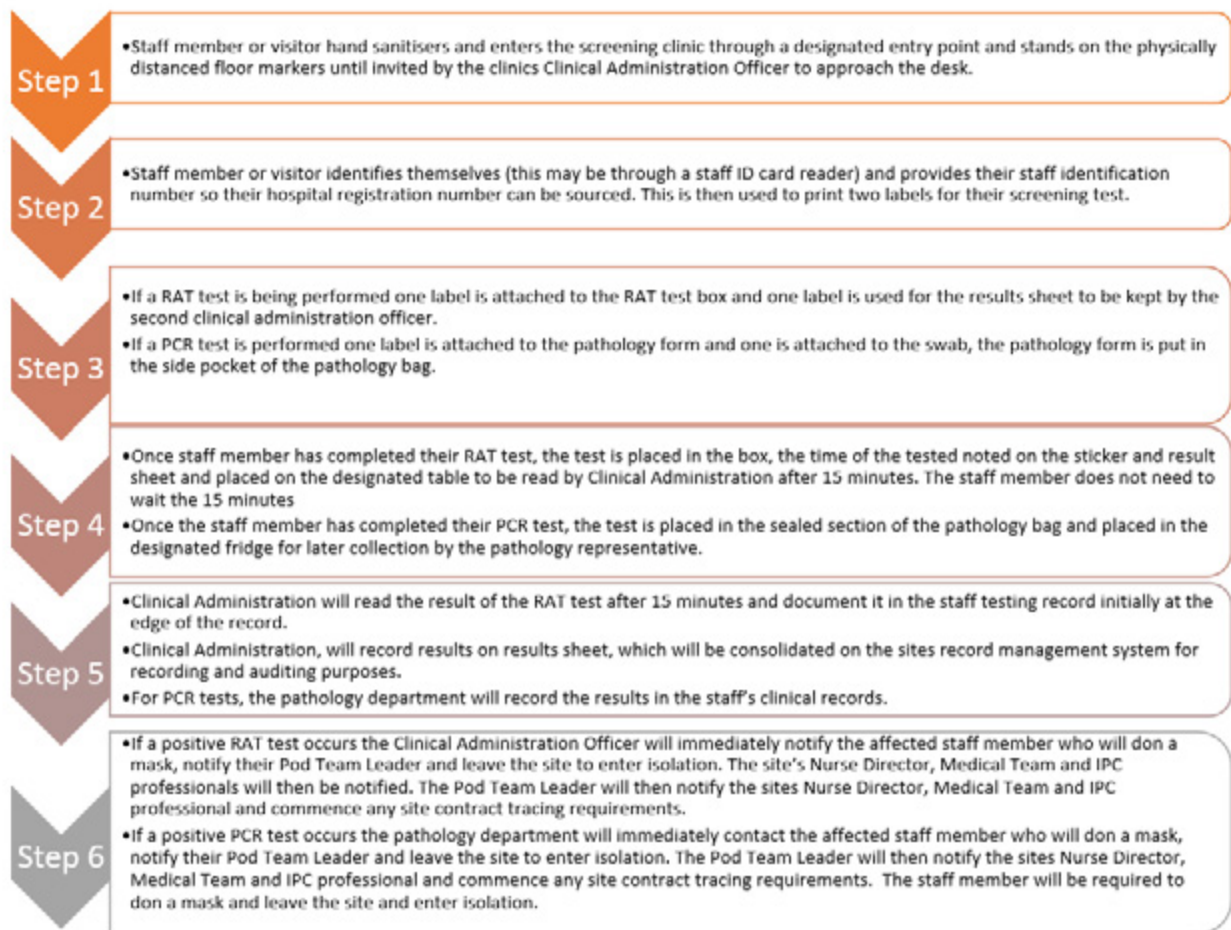 Step 1
•Staff member or visitor hand sanitisers and enters the screening clinic through a designated entry point and stands on the physically
distanced floor markers until invited by the clinics Clinical Administration Officer to approach the desk.
Step 2
•Staff member or visitor identifies themselves (this may be through a staff ID card reader) and provides their staff identification
number so their hospital registration number can be sourced. This is then used to print two labels for their screening test.
Step 3
•If a RAT test is being performed one label is attached to the RAT test box and one label is used for the results sheet to be kept by the
second clinical administration officer.
•If a PCR test is performed one label is attached to the pathology form and one is attached to the swab, the pathology form is put in
the side pocket of the pathology bag.
Step 4
•Once staff member has completed their RAT test, the test is placed in the box, the time of the tested noted on the sticker and result
sheet and placed on the designated table to be read by Clinical Administration after 15 minutes. The staff member does not need to
wait the 15 minutes
•Once the staff member has completed their PCR test, the test is placed in the sealed section of the pathology bag and placed in the
designated fridge for later collection by the pathology representative.
Step 5
•Clinical Administration will read the result of the RAT test after 15 minutes and document it in the staff testing record initially at the
edge of the record.
•Clinical Administration, will record results on results sheet, which will be consolidated on the sites record management system for
recording and auditing purposes.
•For PCR tests, the pathology department will record the results in the staff's clinical records.
Step 6
•If a positive RAT test occurs the Clinical Administration Officer will immediately notify the affected staff member who will don a
mask, notify their Pod Team Leader and leave the site to enter isolation. The site's Nurse Director, Medical Team and IPC
professionals will then be notified. The Pod Team Leader will then notify the sites Nurse Director, Medical Team and IPC
professional and commence any site contract tracing requirements.
•If a positive PCR test occurs the pathology department will immediately contact the affected staff member who will don a mask,
notify their Pod Team Leader and leave the site to enter isolation. The Pod Team Leader will then notify the sites Nurse Director,
Medical Team and IPC professional and commence any site contract tracing requirements. The staff member will be required to
don a mask and leave the site and enter isolation.